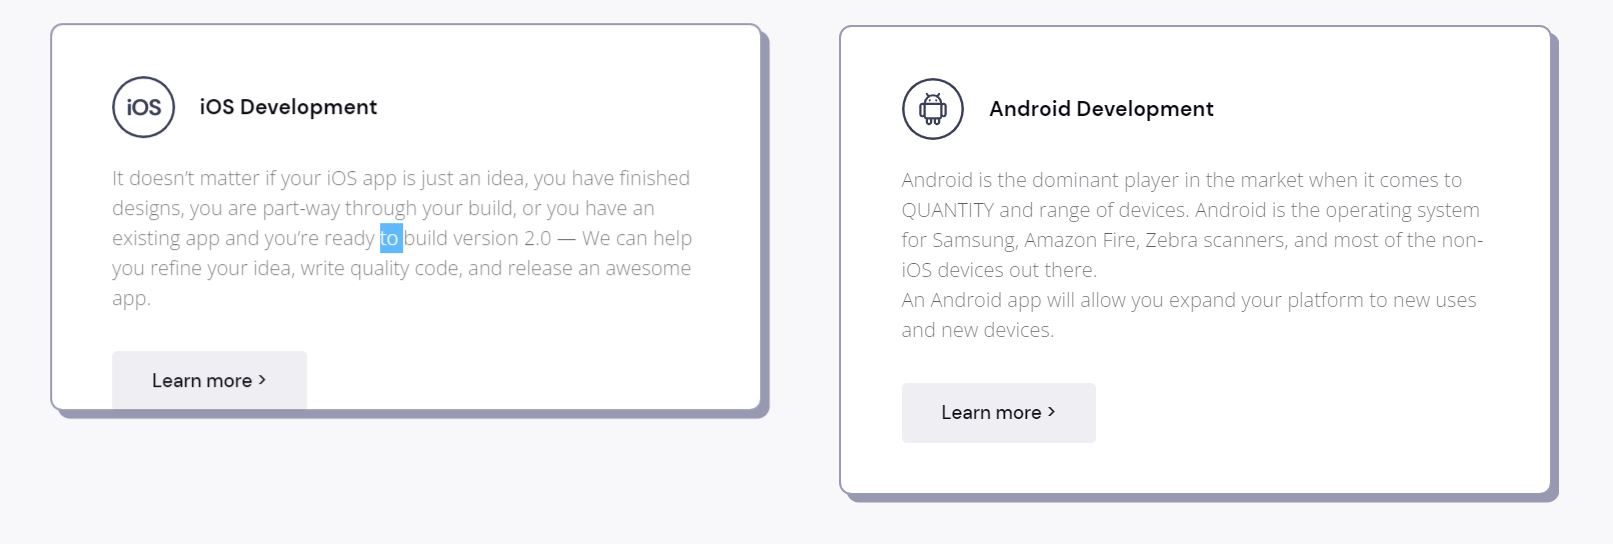 iOS
iOS Development
It doesn’t matter if your iOS app is just an idea, you have finished
designs, you are part-way through your build, or you have an
existing app and you’re ready to build version 2.0 — We can help
you refine your idea, write quality code, and release an awesome
app.
Learn more >
Android Development
Android is the dominant player in the market when it comes to
QUANTITY and range of devices. Android is the operating system
for Samsung, Amazon Fire, Zebra scanners, and most of the non-
iOS devices out there.
An Android app will allow you expand your platform to new uses
and new devices.
Learn more >